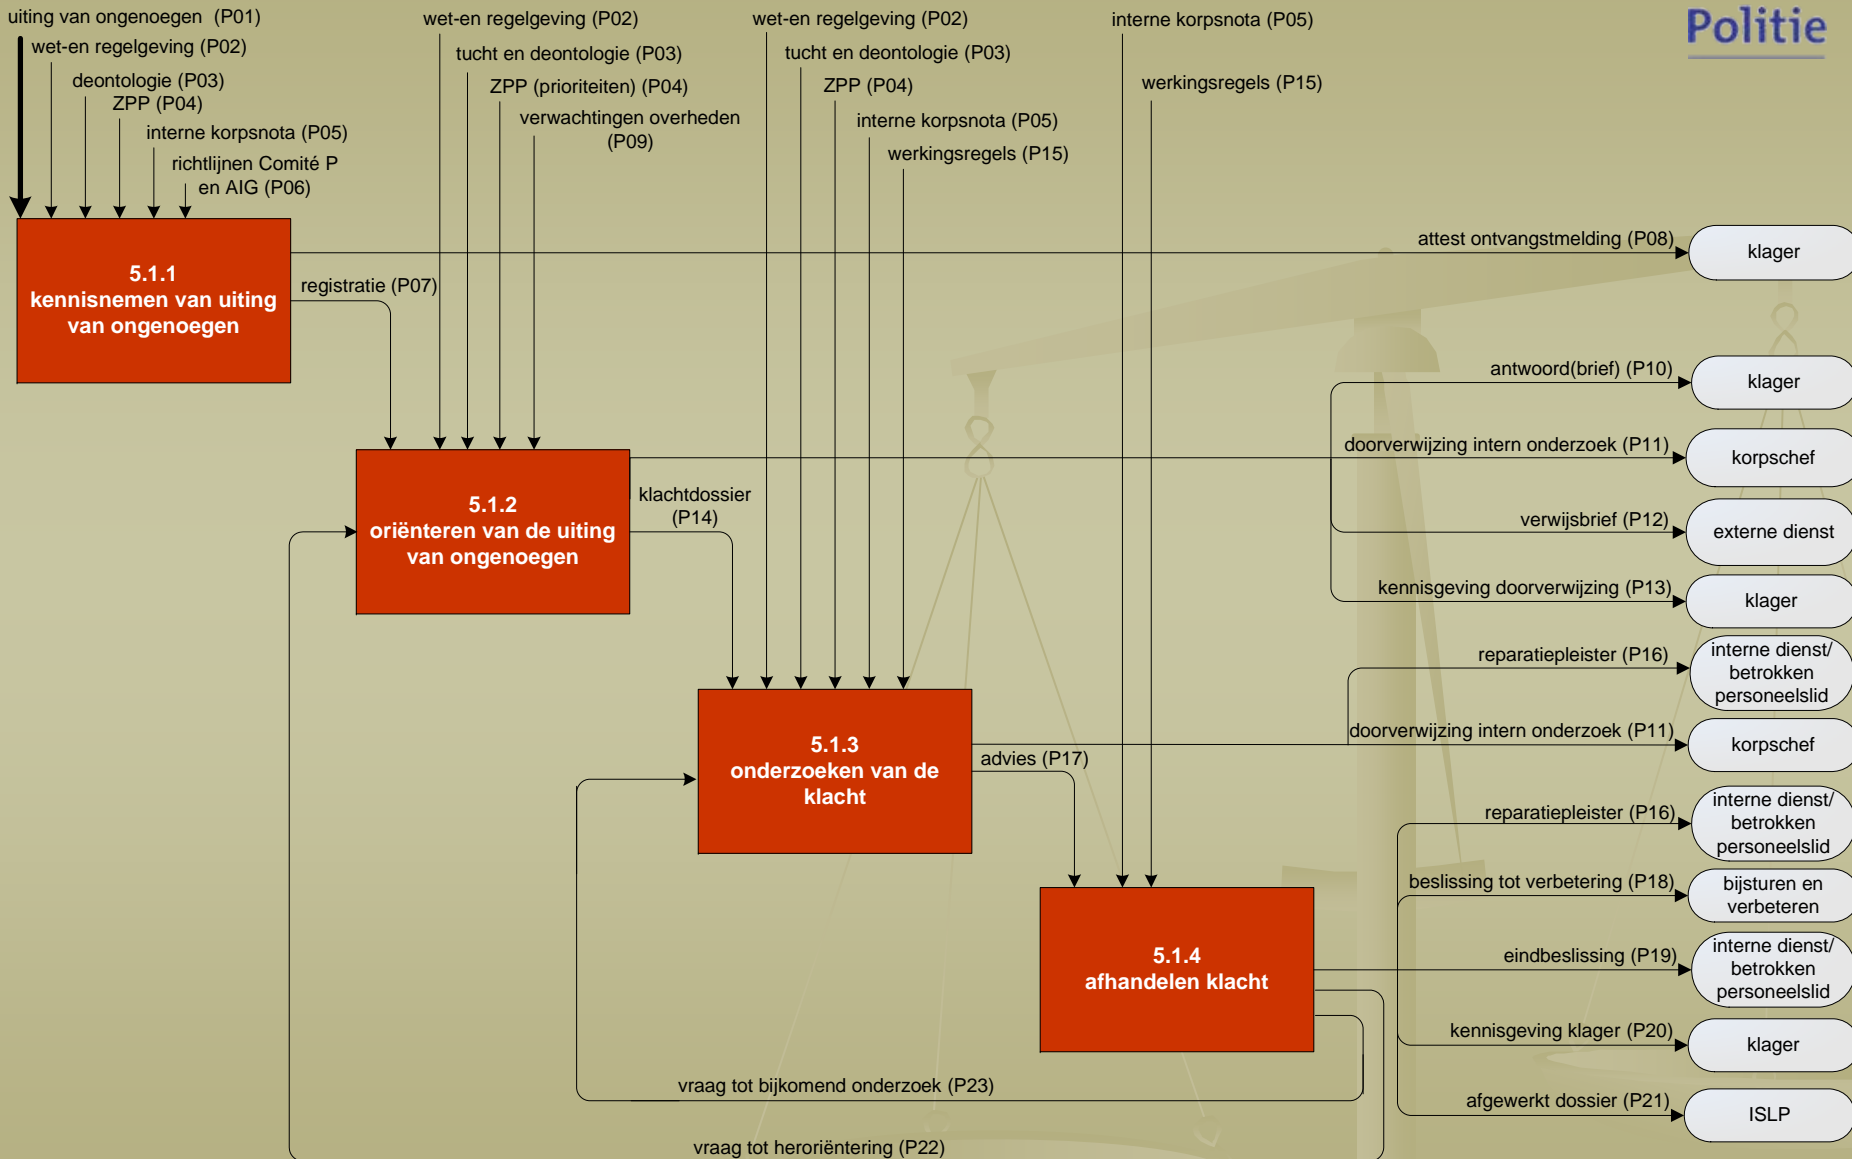 Politie
uiting van ongenoegen (P01)
wet-en regelgeving (P02)
deontologie (P03)
ZPP (P04)
interne korpsnota (P05)
richtlijnen Comité P
en AIG (P06)
wet-en regelgeving (P02)
tucht en deontologie (P03)
ZPP (prioriteiten) (P04)
verwachtingen overheden
(P09)
wet-en regelgeving (P02)
tucht en deontologie (P03)
ZPP (P04)
interne korpsnota (P05)
werkingsregels (P15)
interne korpsnota (P05)
werkingsregels (P15)
5.1.1
kennisnemen van uiting
van ongenoegen
registratie (P07)
attest ontvangstmelding (P08)
klager
5.1.2
oriënteren van de uiting
van ongenoegen
klachtdossier
(P14)
antwoord(brief) (P10)
klager
doorverwijzing intern onderzoek (P11)
korpschef
verwijsbrief (P12)
externe dienst
kennisgeving doorverwijzing (P13)
klager
5.1.3
onderzoeken van de
klacht
advies (P17)
reparatiepleister (P16)
interne dienst/
betrokken
personeelslid
doorverwijzing intern onderzoek (P11)
korpschef
5.1.4
afhandelen klacht
reparatiepleister (P16)
interne dienst/
betrokken
personeelslid
beslissing tot verbetering (P18)
bijsturen en
verbeteren
eindbeslissing (P19)
interne dienst/
betrokken
personeelslid
kennisgeving klager (P20)
klager
afgewerkt dossier (P21)
ISLP
vraag tot bijkomend onderzoek (P23)
vraag tot heroriëntering (P22)